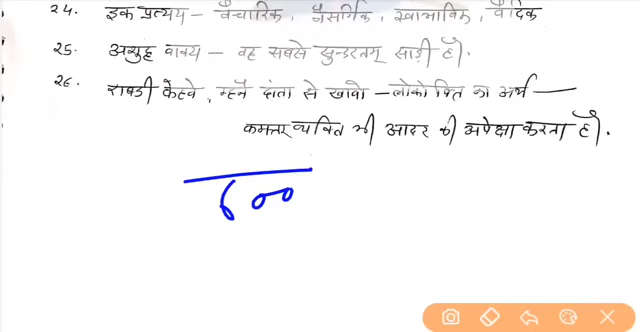 24. इक प्रत्यय – वैचारिक, नैसर्गिक, स्वाभाविक, वैदिक
25. अशुद्ध वाक्य – वह सबसे सुन्दरतम् साड़ी है।
26. राबड़ी केहवे, म्हनै दांता से खावो – लोकोक्ति का अर्थ —
कमतर व्यक्ति भी आदर की अपेक्षा करता है।
600